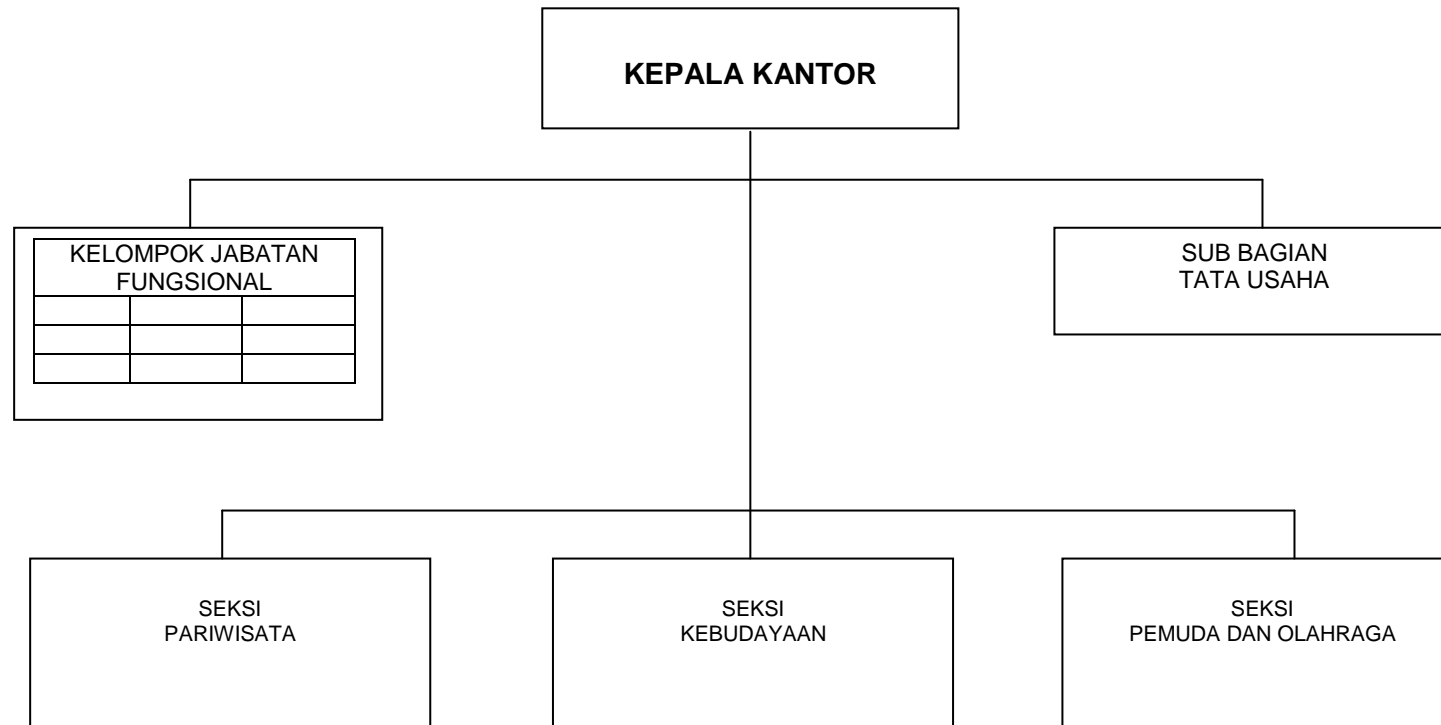 KEPALA KANTOR
KELOMPOK JABATAN
FUNGSIONAL
SUB BAGIAN
TATA USAHA
SEKSI
PARIWISATA
SEKSI
KEBUDAYAAN
SEKSI
PEMUDA DAN OLAHRAGA